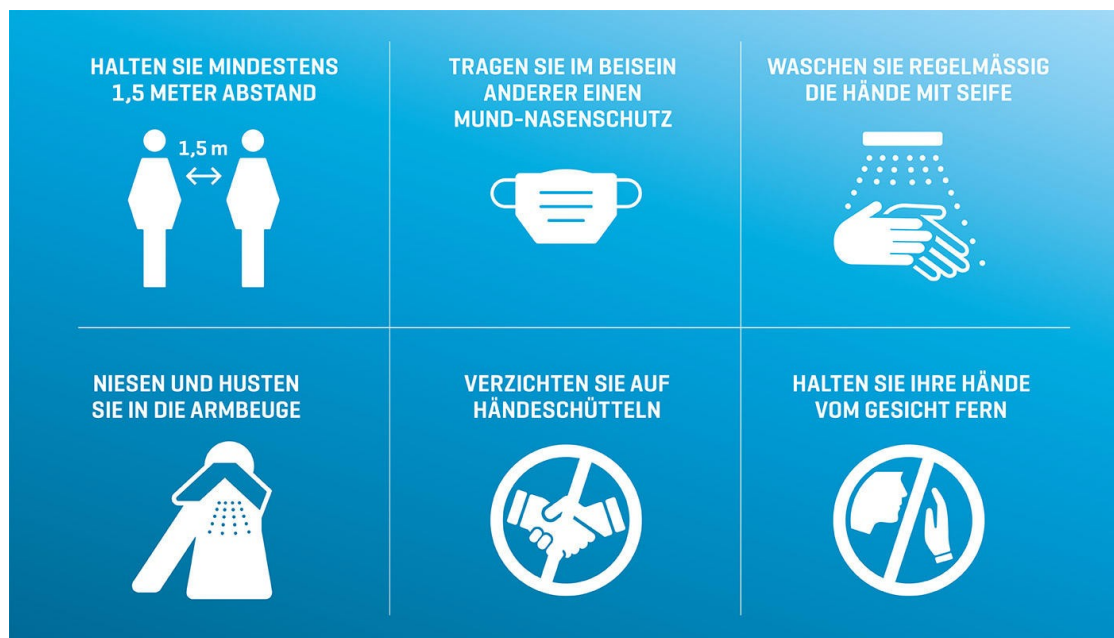 HALTEN SIE MINDESTENS
1,5 METER ABSTAND
1,5 m
TRAGEN SIE IM BEISEIN
ANDERER EINEN
MUND-NASENSCHUTZ
WASCHEN SIE REGELMÄSSIG
DIE HÄNDE MIT SEIFE
NIESEN UND HUSTEN
SIE IN DIE ARMBEUGE
VERZICHTEN SIE AUF
HÄNDESCHÜTTELN
HALTEN SIE IHRE HÄNDE
VOM GESICHT FERN